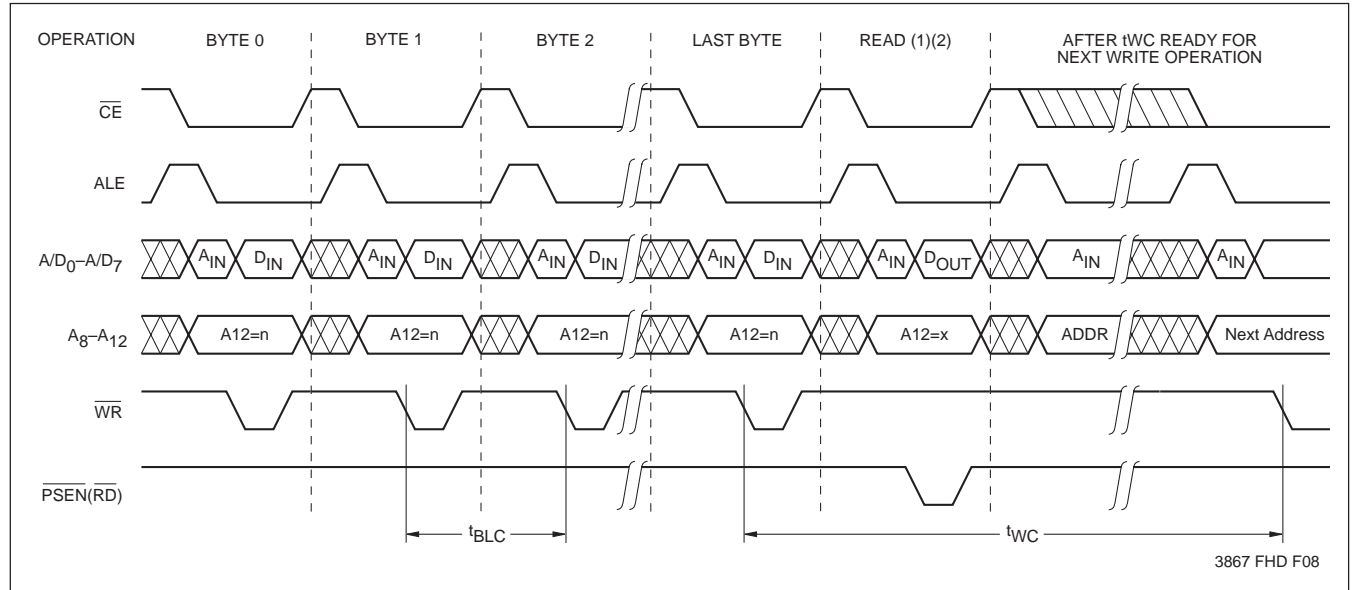 OPERATION BYTE 0 BYTE 1 BYTE 2 LAST BYTE READ (1)(2) AFTER tWC READY FOR
NEXT WRITE OPERATION
CE
ALE
A/D0–A/D7 AIN DIN AIN DIN AIN DIN AIN DIN AIN DOUT AIN AIN
A8–A12 A12=n A12=n A12=n A12=n A12=x ADDR Next Address
WR
PSEN(RD)
tBLC tWC
3867 FHD F08